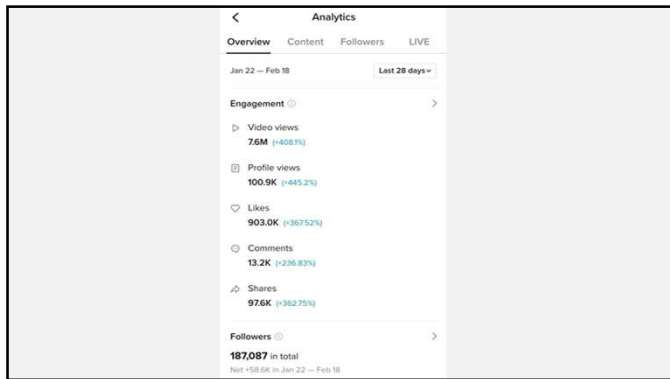 Analytics
Overview Content Followers LIVE
Jan 22 — Feb 18 Last 28 days
Engagement
Video views
7.6M (+408.1%)
Profile views
100.9K (+445.2%)
Likes
903.0K (+367.52%)
Comments
13.2K (+236.83%)
Shares
97.6K (+362.75%)
Followers
187,087 in total
Net +58.6K in Jan 22 — Feb 18